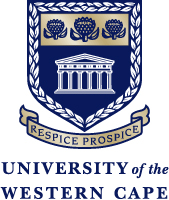 RESPICE PROSPICE
UNIVERSITY of the
WESTERN CAPE